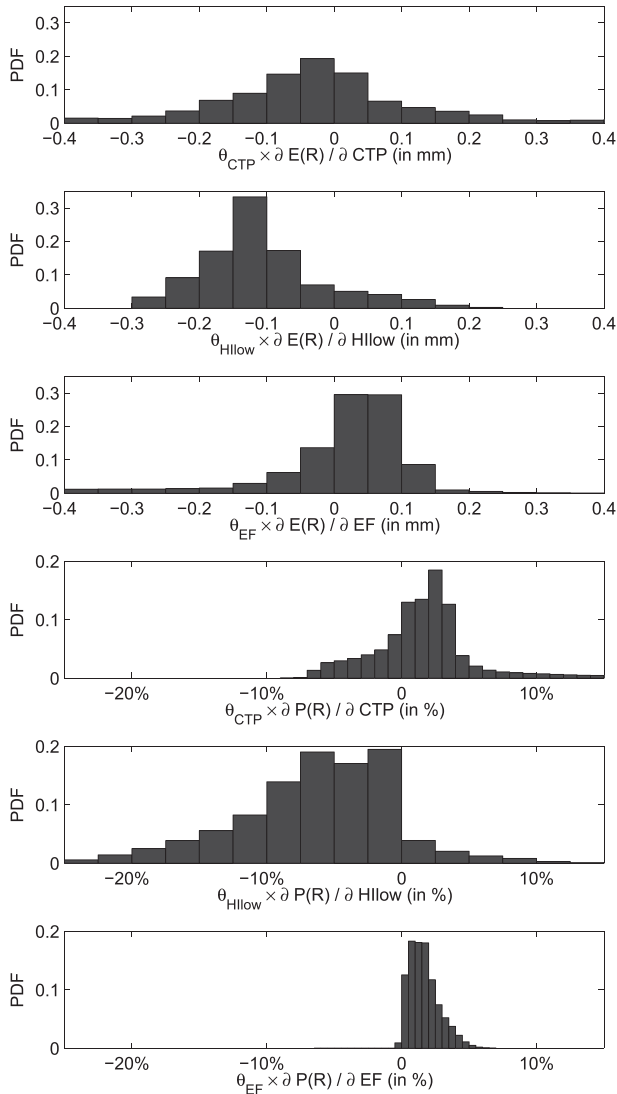 0.3
0.2
0.1
0
PDF
−0.4 −0.3 −0.2 −0.1 0 0.1 0.2 0.3 0.4
θCTP × ∂ E(R) / ∂ CTP (in mm)
0.3
0.2
0.1
0
PDF
−0.4 −0.3 −0.2 −0.1 0 0.1 0.2 0.3 0.4
θHIlow × ∂ E(R) / ∂ HIlow (in mm)
0.3
0.2
0.1
0
PDF
−0.4 −0.3 −0.2 −0.1 0 0.1 0.2 0.3 0.4
θEF × ∂ E(R) / ∂ EF (in mm)
0.2
0.1
0
PDF
−20% −10% 0 10%
θCTP × ∂ P(R) / ∂ CTP (in %)
0.2
0.1
0
PDF
−20% −10% 0 10%
θHIlow × ∂ P(R) / ∂ HIlow (in %)
0.2
0.1
0
PDF
−20% −10% 0 10%
θEF × ∂ P(R) / ∂ EF (in %)